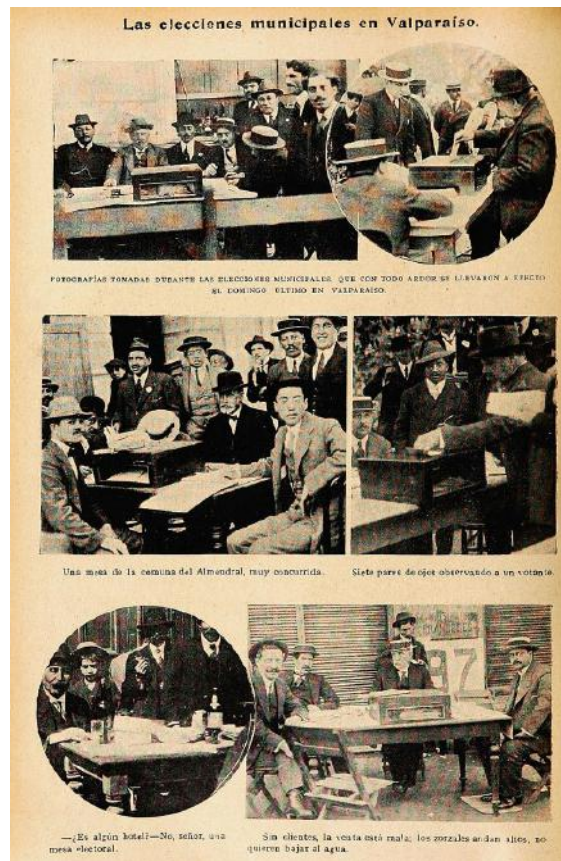 Las elecciones municipales en Valparaíso.
FOTOGRAFÍAS TOMADAS DURANTE LAS ELECCIONES MUNICIPALES, QUE CON TODO ARDOR SE LLEVARON A EFECTO
EL DOMINGO ÚLTIMO EN VALPARAÍSO.
Una mesa de la comuna del Almendral, muy concurrida.
Siete pares de ojos observando a un votante.
97
—¿Es algún hotel?—No, señor, una
mesa electoral.
Sin clientes, la venta está mala; los zorzales andan altos, no
quieren bajar al agua.